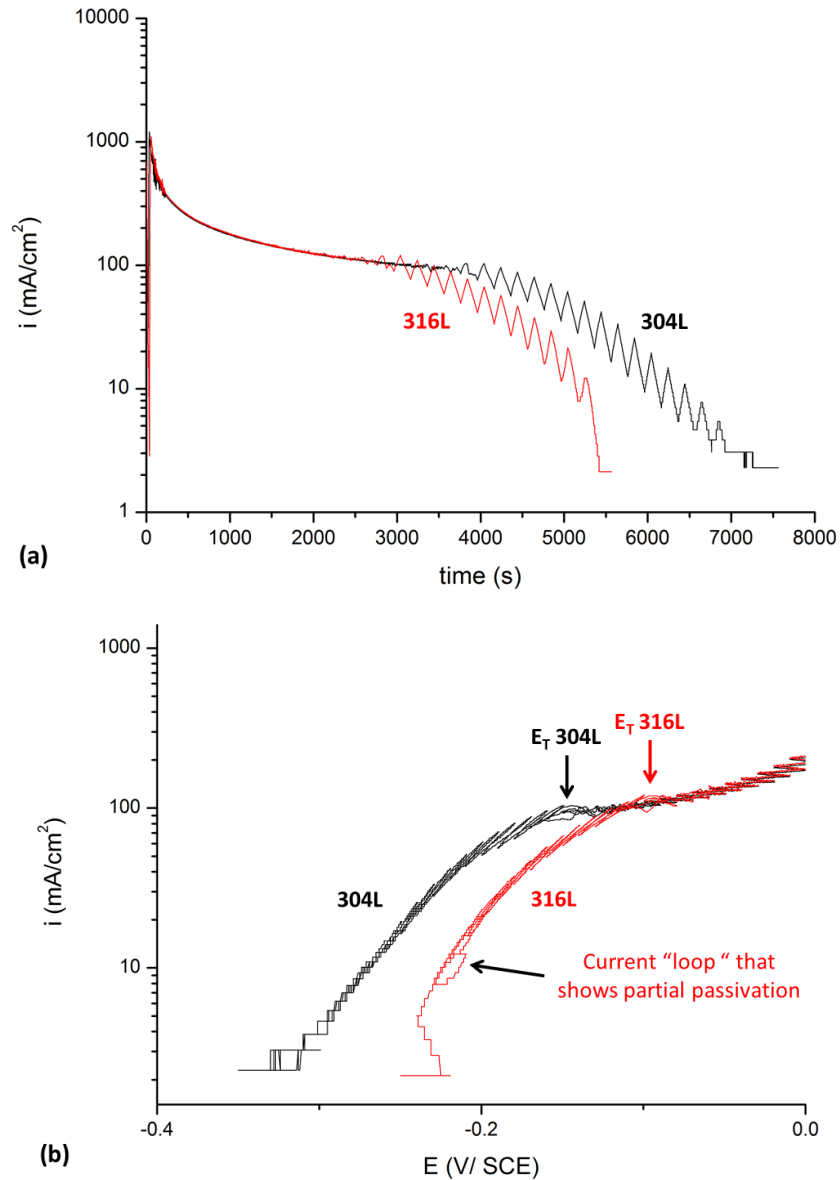 10000
1000
100
10
1
i (mA/cm²)
316L
304L
0 1000 2000 3000 4000 5000 6000 7000 8000
time (s)
(a)
1000
100
10
i (mA/cm²)
E_T 304L
E_T 316L
304L
316L
Current “loop “ that
shows partial passivation
-0.4 -0.2 0.0
E (V/ SCE)
(b)